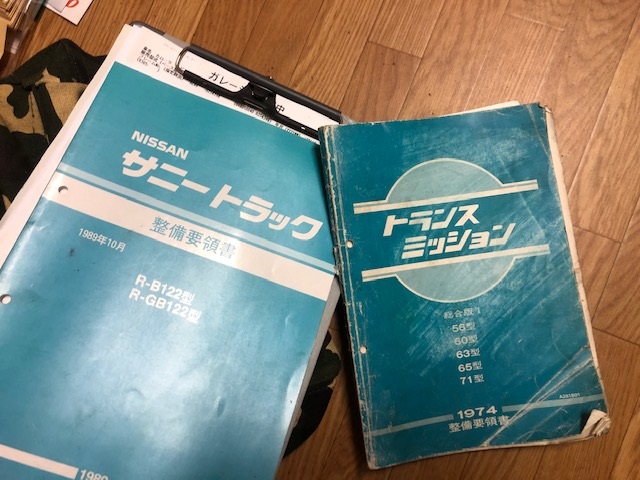 NISSAN
サニートラック
整備要領書
1989年10月
R-B122型
R-GB122型
1989
トランス
ミッション
総合版1
56型
60型
63型
65型
71型
1974
整備要領書
ガレー
中